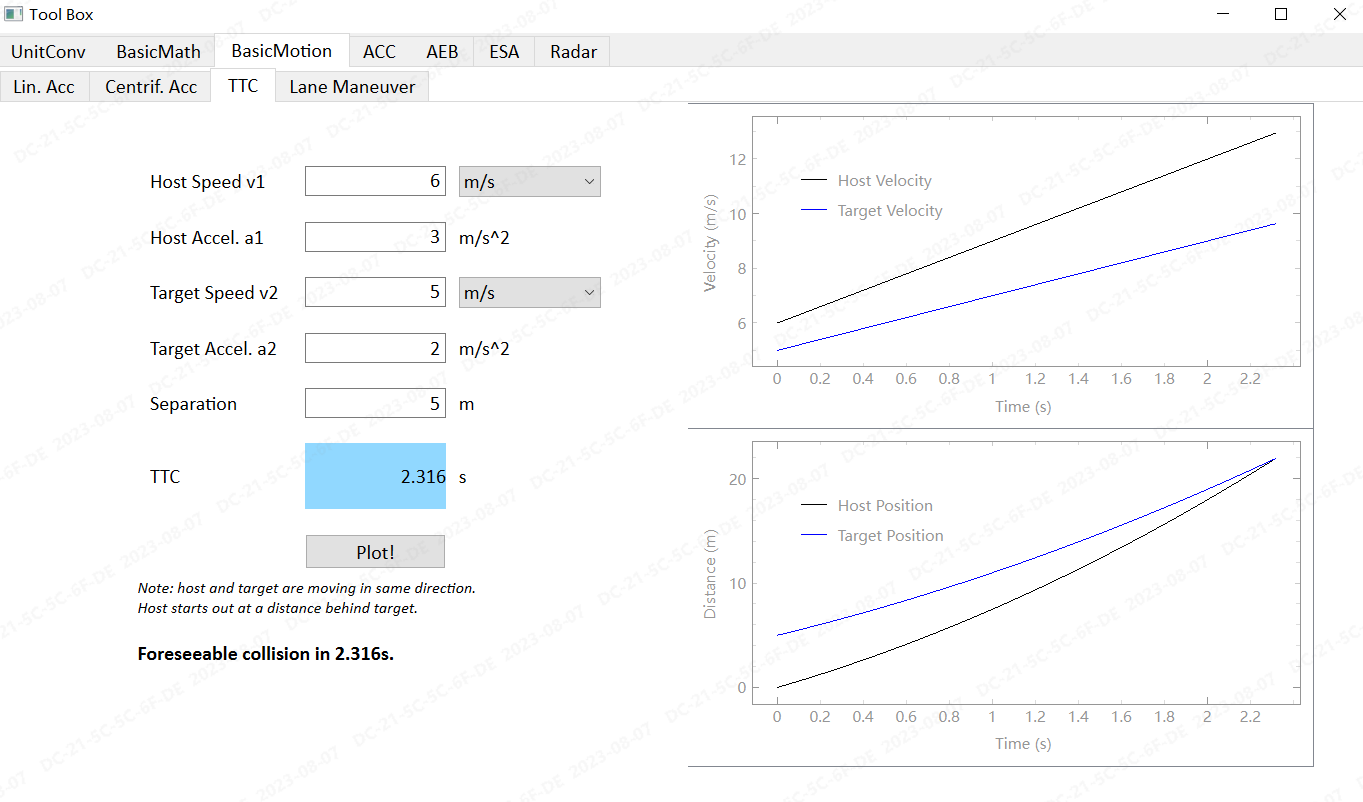 Tool Box
UnitConv BasicMath BasicMotion ACC AEB ESA Radar
Lin. Acc Centrif. Acc TTC Lane Maneuver
Host Speed v1 6 m/s
Host Accel. a1 3 m/s^2
Target Speed v2 5 m/s
Target Accel. a2 2 m/s^2
Separation 5 m
TTC 2.316 s
Plot!
Note: host and target are moving in same direction.
Host starts out at a distance behind target.
Foreseeable collision in 2.316s.
Velocity (m/s)
12
10
8
6
Host Velocity
Target Velocity
0 0.2 0.4 0.6 0.8 1 1.2 1.4 1.6 1.8 2 2.2
Time (s)
Distance (m)
20
10
0
Host Position
Target Position
0 0.2 0.4 0.6 0.8 1 1.2 1.4 1.6 1.8 2 2.2
Time (s)
DC-21-5C-5C-6F-DE 2023-08-07